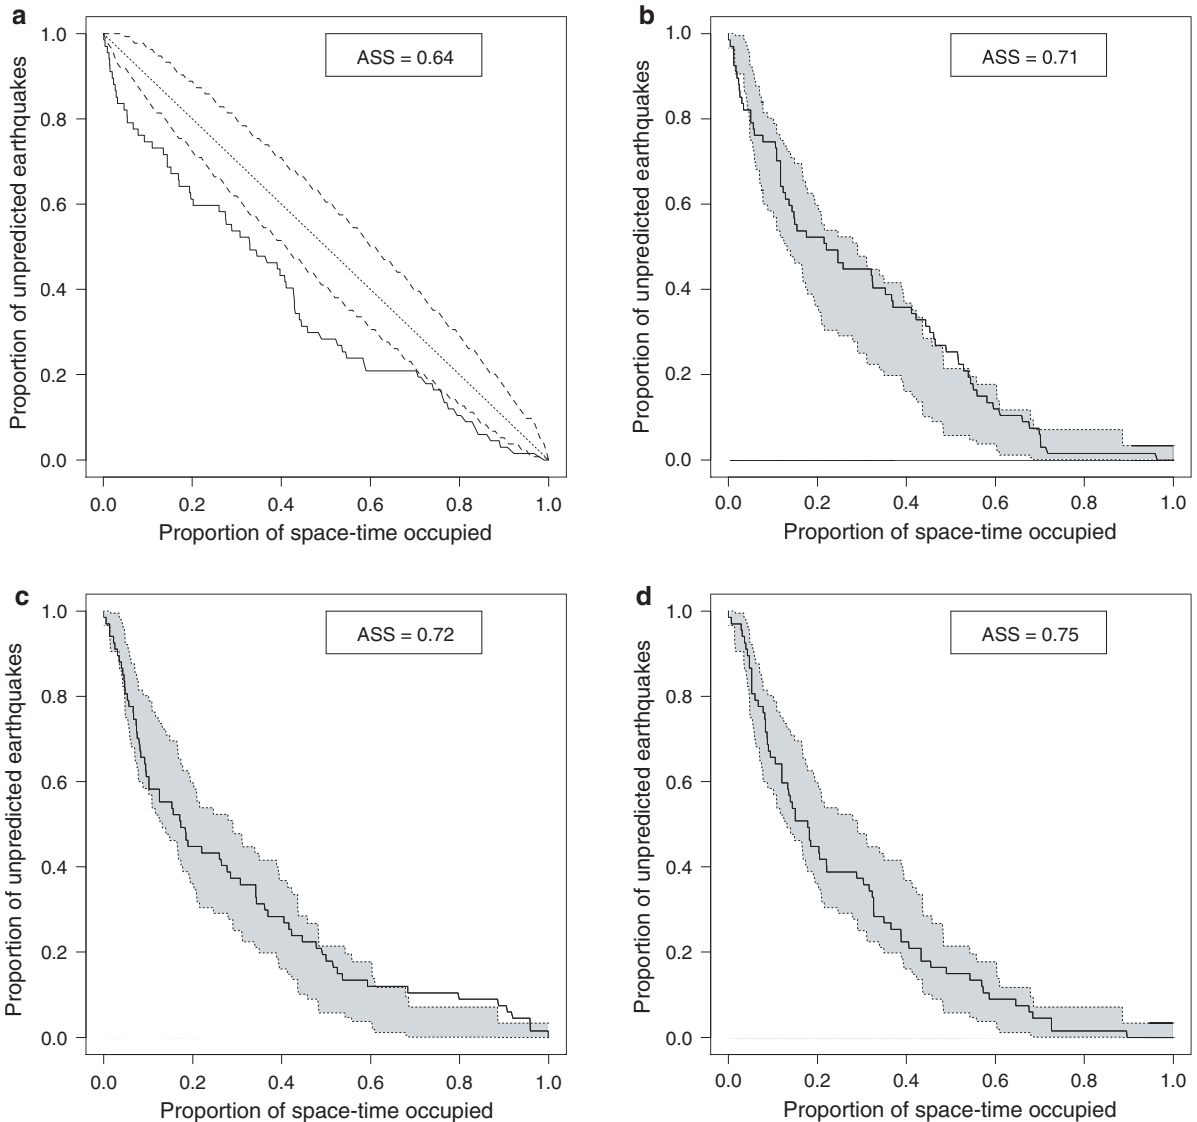 a
ASS = 0.64
Proportion of unpredicted earthquakes
1.0
0.8
0.6
0.4
0.2
0.0
0.0 0.2 0.4 0.6 0.8 1.0
Proportion of space-time occupied
b
ASS = 0.71
Proportion of unpredicted earthquakes
1.0
0.8
0.6
0.4
0.2
0.0
0.0 0.2 0.4 0.6 0.8 1.0
Proportion of space-time occupied
c
ASS = 0.72
Proportion of unpredicted earthquakes
1.0
0.8
0.6
0.4
0.2
0.0
0.0 0.2 0.4 0.6 0.8 1.0
Proportion of space-time occupied
d
ASS = 0.75
Proportion of unpredicted earthquakes
1.0
0.8
0.6
0.4
0.2
0.0
0.0 0.2 0.4 0.6 0.8 1.0
Proportion of space-time occupied